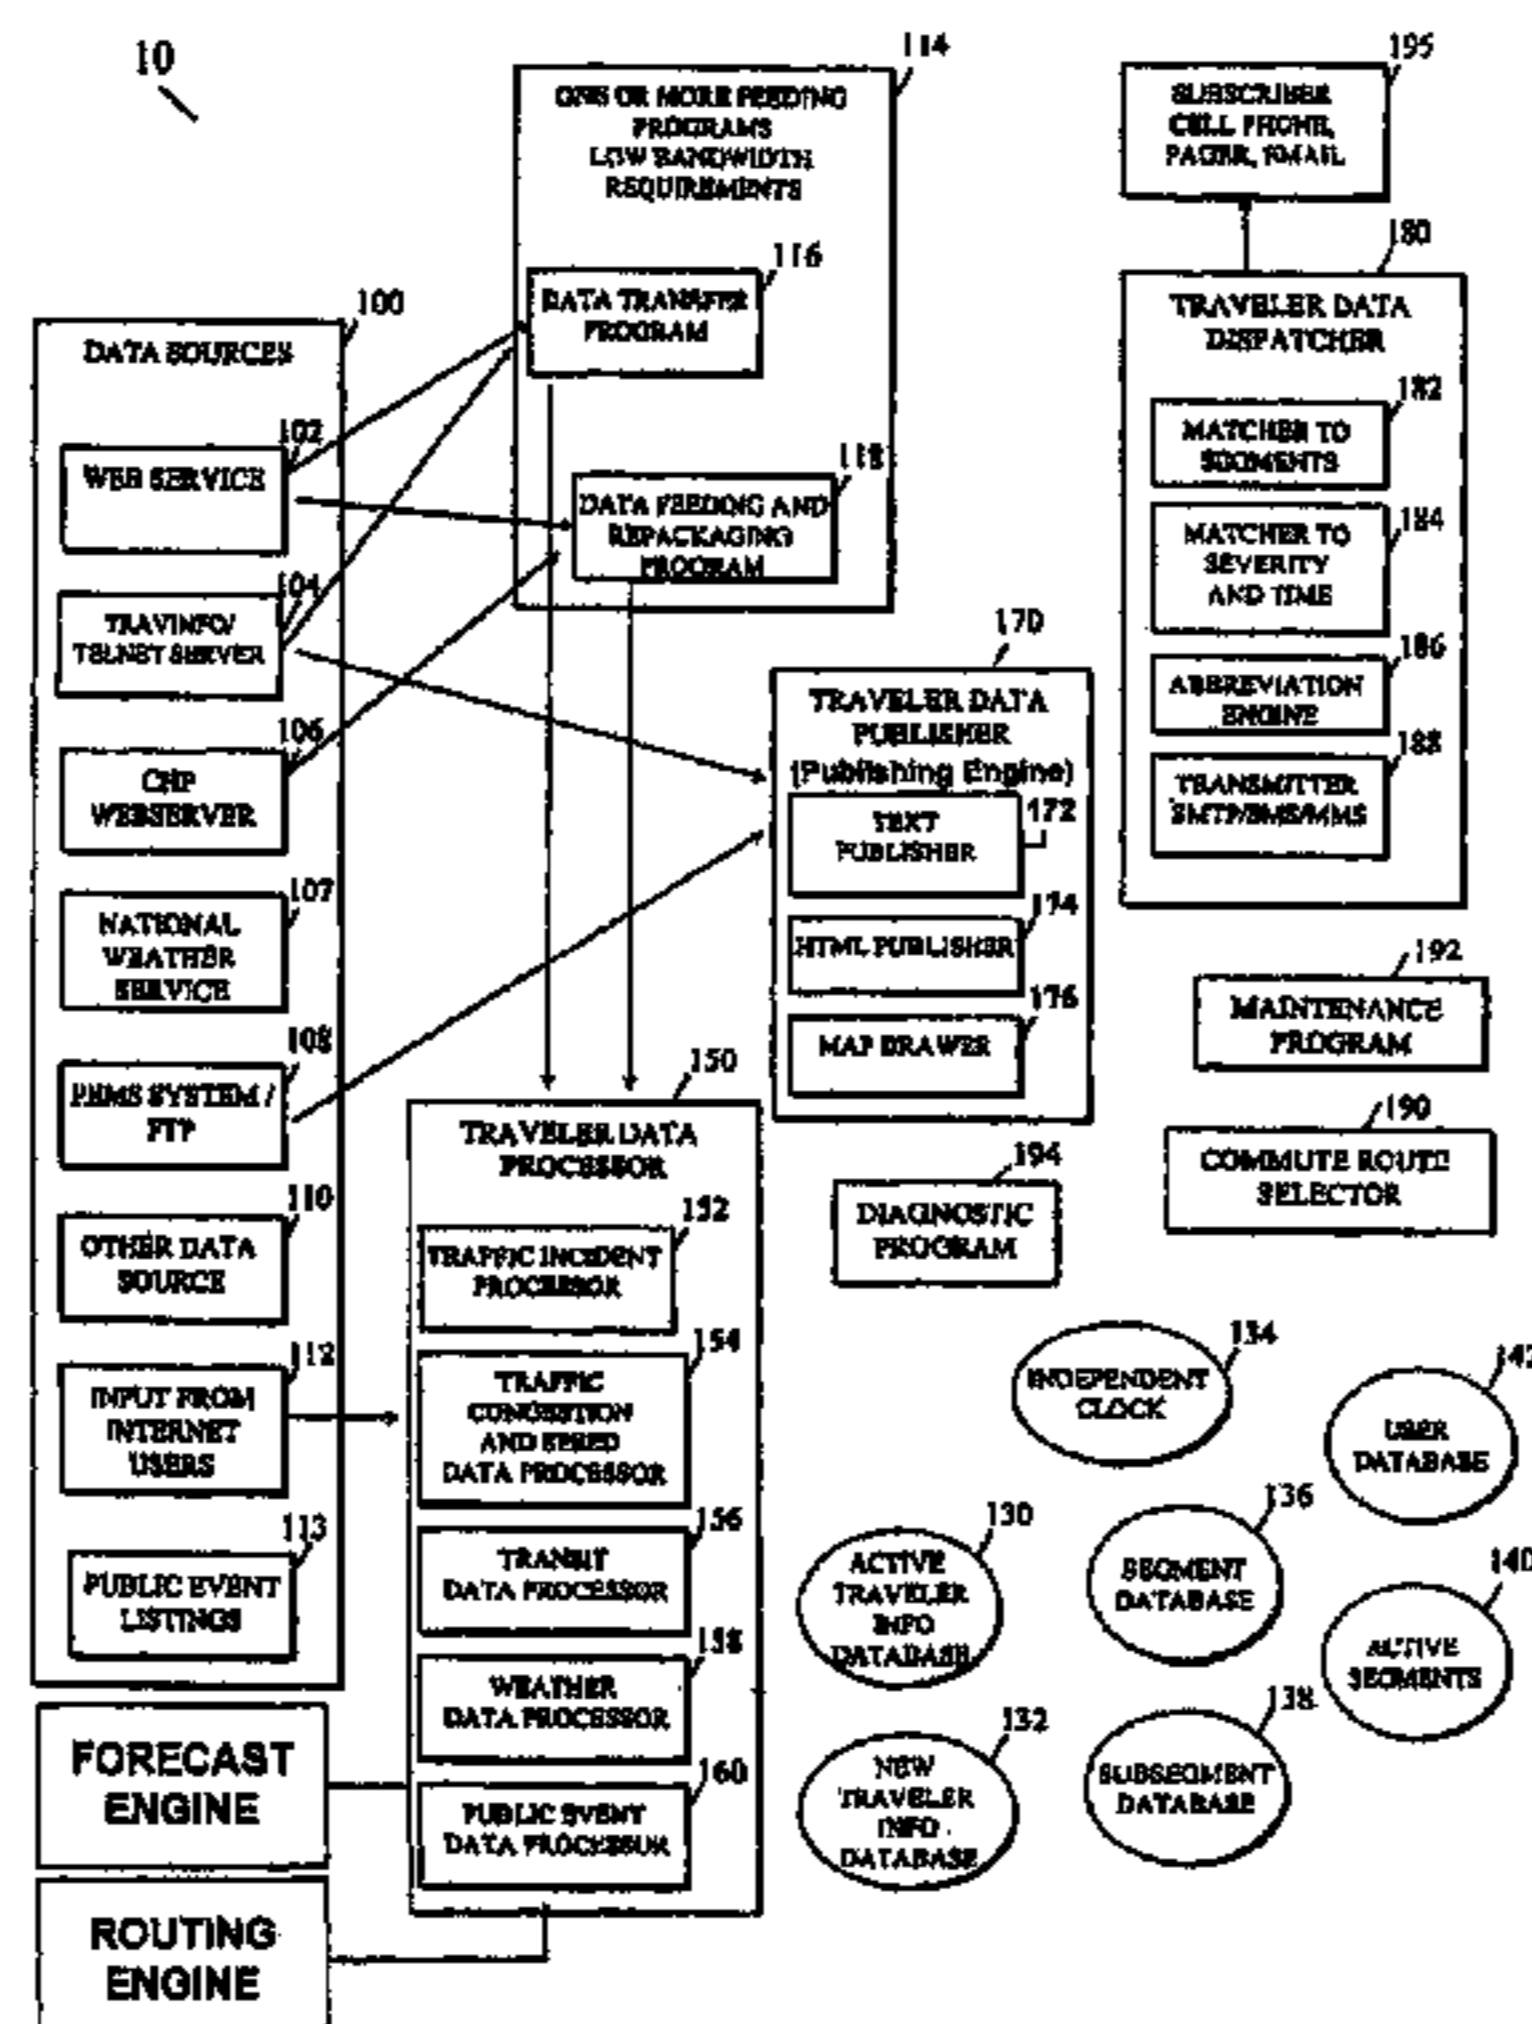 10
114
ONE OR MORE FEEDING
PROGRAMS
LOW BANDWIDTH
REQUIREMENTS
116
DATA TRANSFER
PROGRAM
118
DATA FEEDING AND
REPACKAGING
PROGRAM
195
SUBSCRIBER
CELL PHONE,
PAGER, EMAIL
180
TRAVELER DATA
DISPATCHER
182
MATCHER TO
SEGMENTS
184
MATCHER TO
SEVERITY
AND TIME
186
ABBREVIATION
ENGINE
188
TRANSMITTER
SMTP/SMS/MMS
100
DATA SOURCES
102
WEB SERVICE
104
TRAVINFO/
TELNET SERVER
106
CHP
WEBSERVER
107
NATIONAL
WEATHER
SERVICE
108
PEMS SYSTEM /
FTP
110
OTHER DATA
SOURCE
112
INPUT FROM
INTERNET
USERS
113
PUBLIC EVENT
LISTINGS
170
TRAVELER DATA
PUBLISHER
(Publishing Engine)
172
TEXT
PUBLISHER
174
HTML PUBLISHER
176
MAP DRAWER
192
MAINTENANCE
PROGRAM
190
COMMUTE ROUTE
SELECTOR
194
DIAGNOSTIC
PROGRAM
150
TRAVELER DATA
PROCESSOR
152
TRAFFIC INCIDENT
PROCESSOR
154
TRAFFIC
CONGESTION
AND SPEED
DATA PROCESSOR
156
TRANSIT
DATA PROCESSOR
158
WEATHER
DATA PROCESSOR
160
PUBLIC EVENT
DATA PROCESSOR
134
INDEPENDENT
CLOCK
142
USER
DATABASE
130
ACTIVE
TRAVELER
INFO
DATABASE
136
SEGMENT
DATABASE
140
ACTIVE
SEGMENTS
132
NEW
TRAVELER
INFO
DATABASE
138
SUBSEGMENT
DATABASE
FORECAST
ENGINE
ROUTING
ENGINE